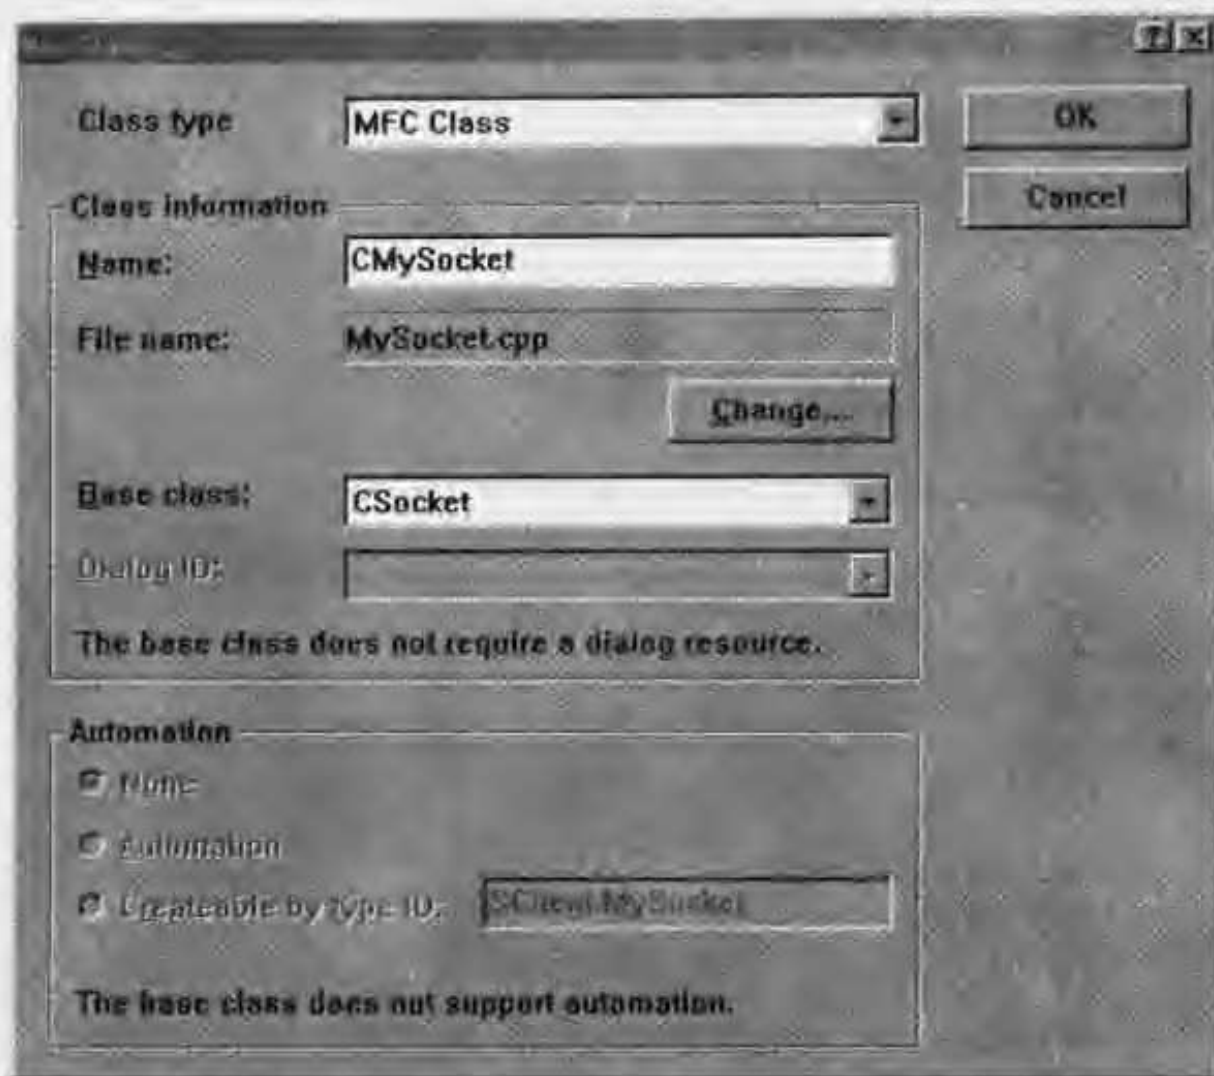 Class type
MFC Class
OK
Cancel
Class information
Name:
CMySocket
File name:
MySocket.cpp
Change...
Base class:
CSocket
Dialog ID:
The base class does not require a dialog resource.
Automation
None
Automation
Createable by type ID:
The base class does not support automation.